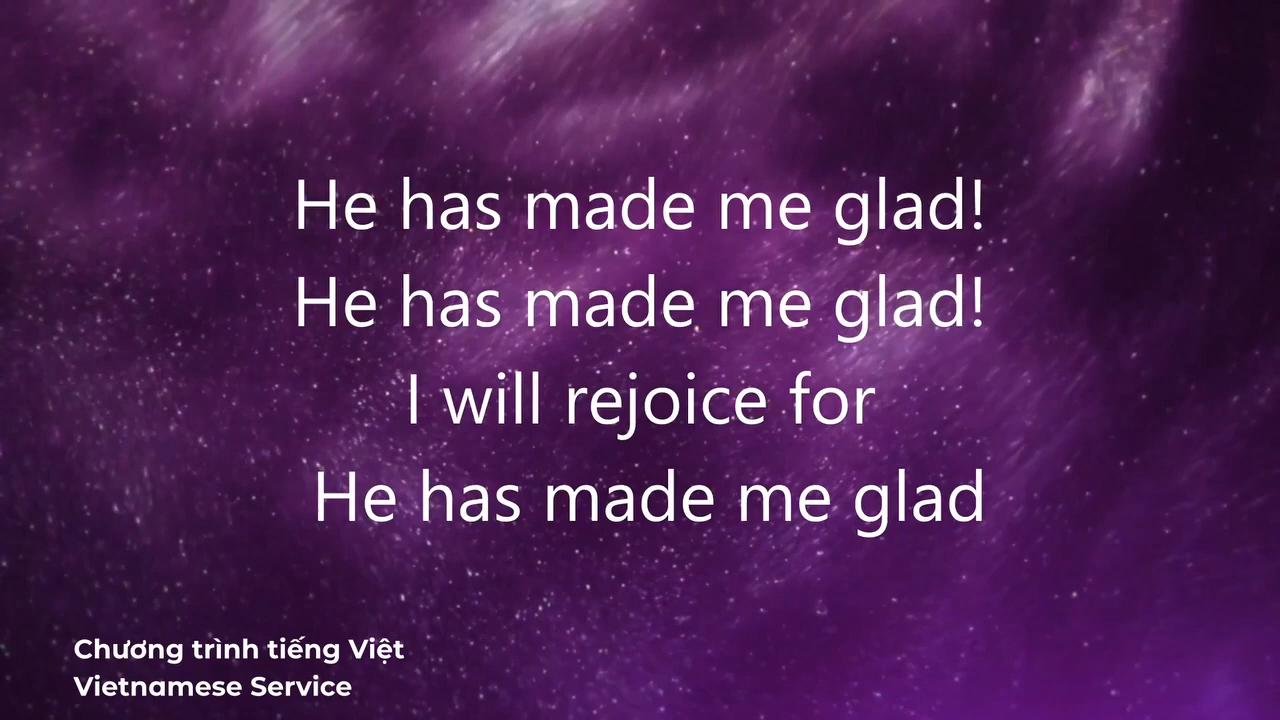 He has made me glad!
He has made me glad!
I will rejoice for
He has made me glad
Chương trình tiếng Việt
Vietnamese Service